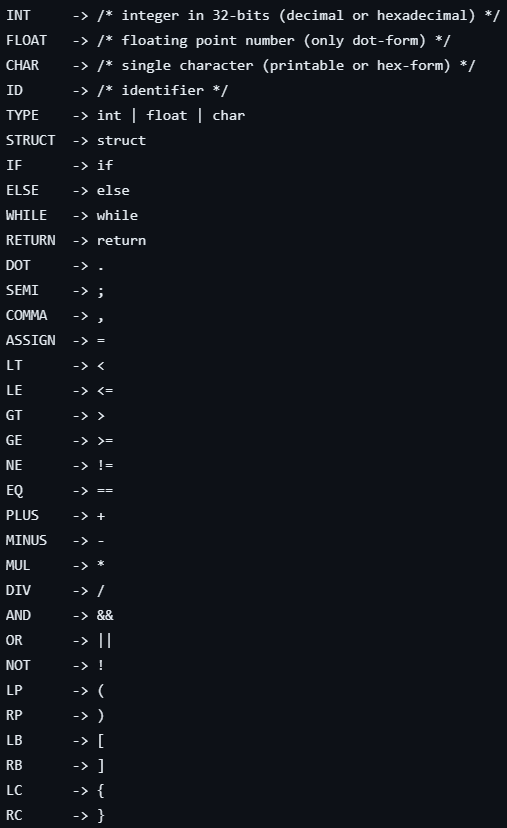 INT     -> /* integer in 32-bits (decimal or hexadecimal) */
FLOAT   -> /* floating point number (only dot-form) */
CHAR    -> /* single character (printable or hex-form) */
ID      -> /* identifier */
TYPE    -> int | float | char
STRUCT  -> struct
IF      -> if
ELSE    -> else
WHILE   -> while
RETURN  -> return
DOT     -> .
SEMI    -> ;
COMMA   -> ,
ASSIGN  -> =
LT      -> <
LE      -> <=
GT      -> >
GE      -> >=
NE      -> !=
EQ      -> ==
PLUS    -> +
MINUS   -> -
MUL     -> *
DIV     -> /
AND     -> &&
OR      -> ||
NOT     -> !
LP      -> (
RP      -> )
LB      -> [
RB      -> ]
LC      -> {
RC      -> }